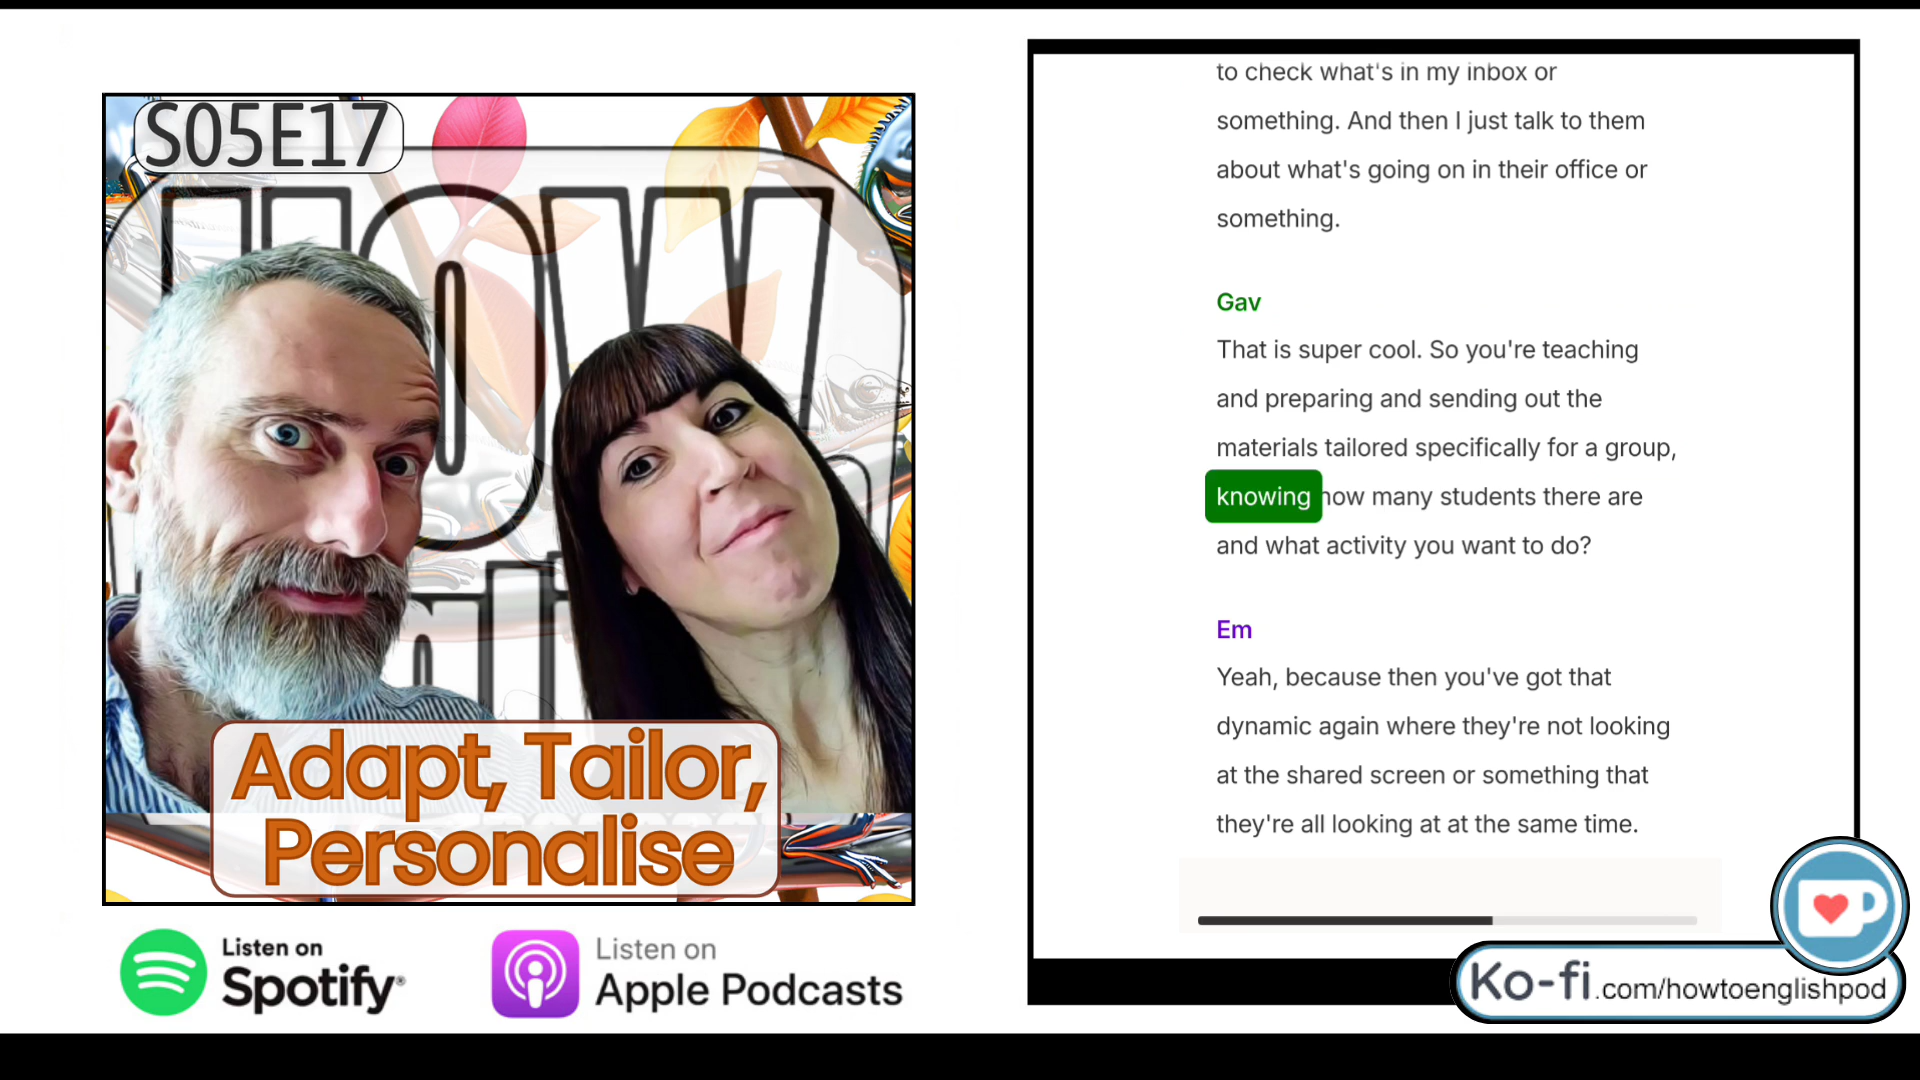 S05E17
HOW
Adapt, Tailor,
Personalise
Listen on
Spotify
Listen on
Apple Podcasts
to check what's in my inbox or
something. And then I just talk to them
about what's going on in their office or
something.
Gav
That is super cool. So you're teaching
and preparing and sending out the
materials tailored specifically for a group,
knowing how many students there are
and what activity you want to do?
Em
Yeah, because then you've got that
dynamic again where they're not looking
at the shared screen or something that
they're all looking at at the same time.
Ko-fi.com/howtoenglishpod